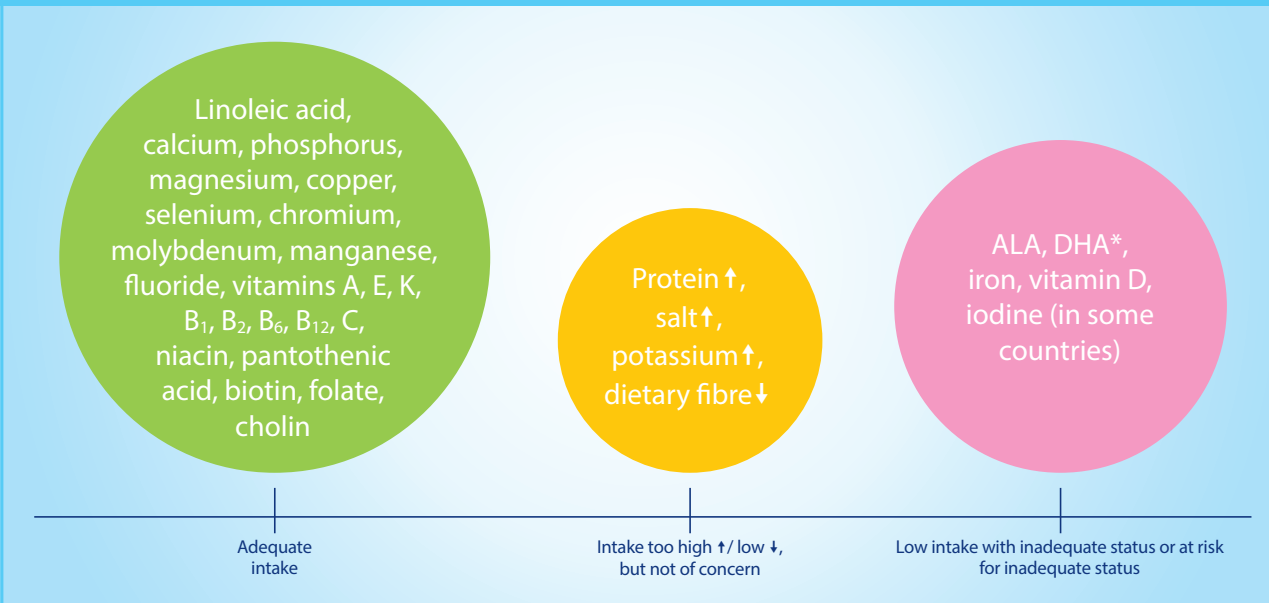 Linoleic acid,
calcium, phosphorus,
magnesium, copper,
selenium, chromium,
molybdenum, manganese,
fluoride, vitamins A, E, K,
B₁, B₂, B₆, B₁₂, C,
niacin, pantothenic
acid, biotin, folate,
cholin
Protein↑,
salt↑,
potassium↑,
dietary fibre↓
ALA, DHA*,
iron, vitamin D,
iodine (in some
countries)
Adequate
intake
Intake too high ↑/ low ↓,
but not of concern
Low intake with inadequate status or at risk
for inadequate status